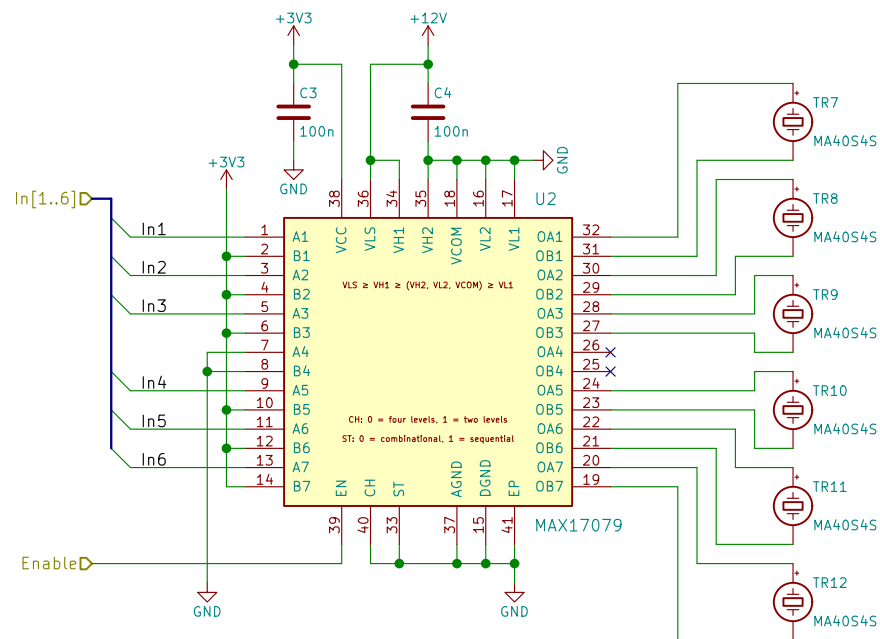 +3V3
+12V
C3
100n
GND
C4
100n
GND
+3V3
In[1..6]
In1
In2
In3
In4
In5
In6
Enable
GND
U2
38
36
34
35
18
16
17
VCC
VLS
VH1
VH2
VCOM
VL2
VL1
VLS ≥ VH1 ≥ (VH2, VL2, VCOM) ≥ VL1
1 A1
2 B1
3 A2
4 B2
5 A3
6 B3
7 A4
8 B4
9 A5
10 B5
11 A6
12 B6
13 A7
14 B7
OA1 32
OB1 31
OA2 30
OB2 29
OA3 28
OB3 27
OA4 26
OB4 25
OA5 24
OB5 23
OA6 22
OB6 21
OA7 20
OB7 19
CH: 0 = four levels, 1 = two levels
ST: 0 = combinational, 1 = sequential
EN
CH
ST
AGND
DGND
EP
39
40
33
37
15
41
MAX17079
GND
+
TR7
MA40S4S
+
TR8
MA40S4S
+
TR9
MA40S4S
+
TR10
MA40S4S
+
TR11
MA40S4S
+
TR12
MA40S4S